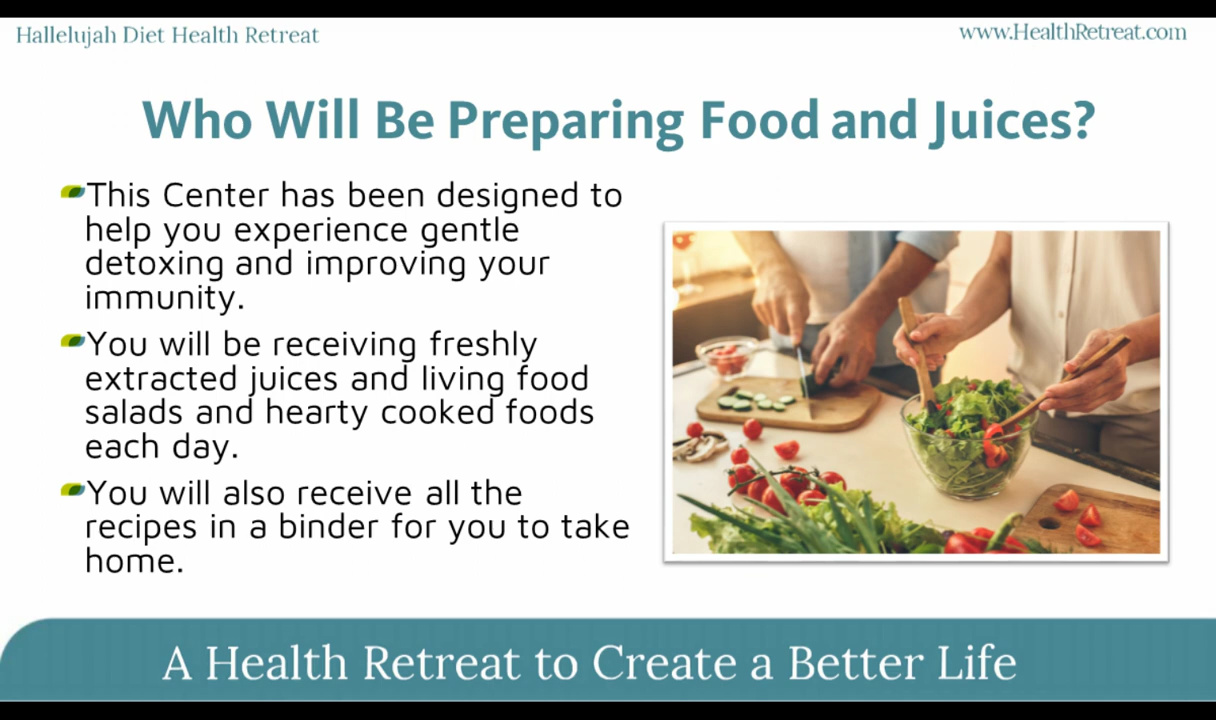 Hallelujah Diet Health Retreat
www.HealthRetreat.com
Who Will Be Preparing Food and Juices?
This Center has been designed to
help you experience gentle
detoxing and improving your
immunity.
You will be receiving freshly
extracted juices and living food
salads and hearty cooked foods
each day.
You will also receive all the
recipes in a binder for you to take
home.
A Health Retreat to Create a Better Life